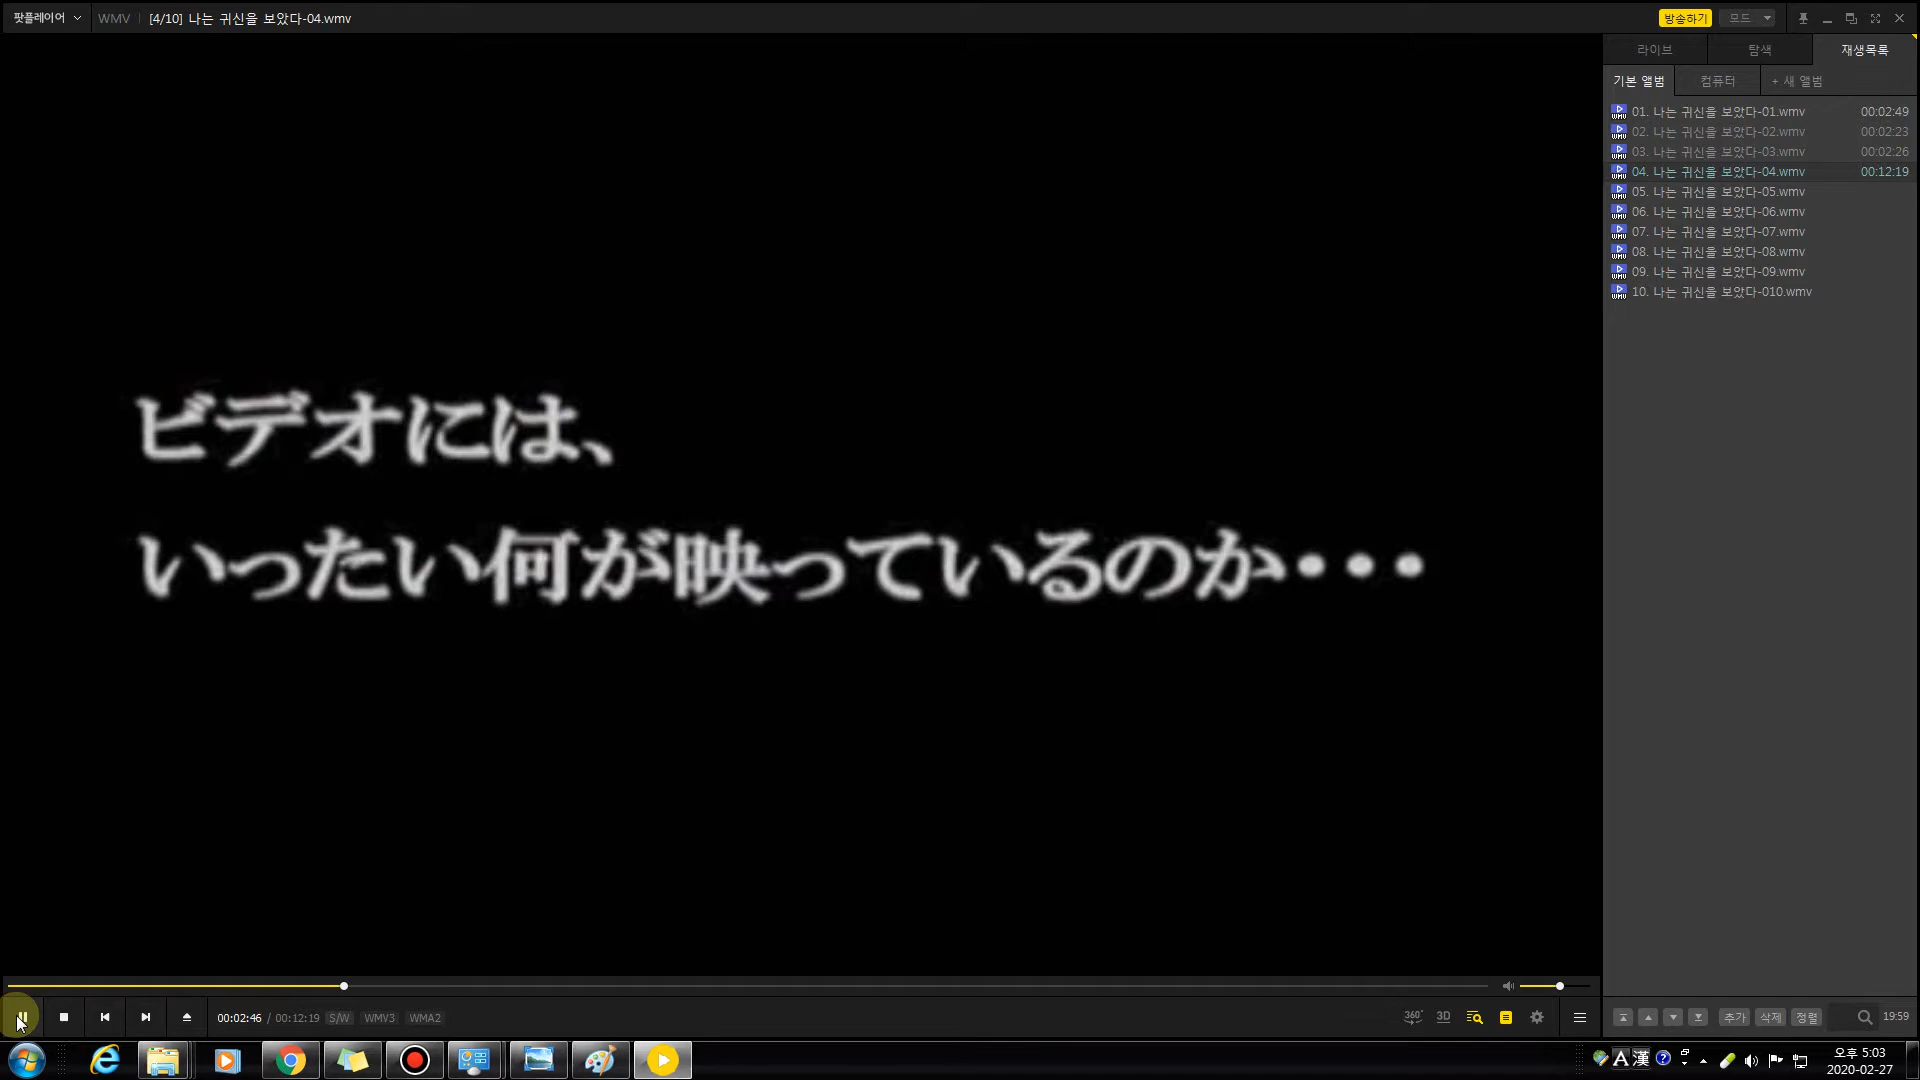 팟플레이어 WMV [4/10] 나는 귀신을 보았다-04.wmv 방송하기 모드
라이브 탐색 재생목록
기본 앨범 컴퓨터 + 새 앨범
01. 나는 귀신을 보았다-01.wmv 00:02:49
02. 나는 귀신을 보았다-02.wmv 00:02:23
03. 나는 귀신을 보았다-03.wmv 00:02:26
04. 나는 귀신을 보았다-04.wmv 00:12:19
05. 나는 귀신을 보았다-05.wmv
06. 나는 귀신을 보았다-06.wmv
07. 나는 귀신을 보았다-07.wmv
08. 나는 귀신을 보았다-08.wmv
09. 나는 귀신을 보았다-09.wmv
10. 나는 귀신을 보았다-010.wmv
ビデオには、
いったい何が映っているのか・・・
00:02:46 / 00:12:19 S/W WMV3 WMA2 360° 3D 추가 삭제 정렬 19:59
A 漢 오후 5:03
2020-02-27